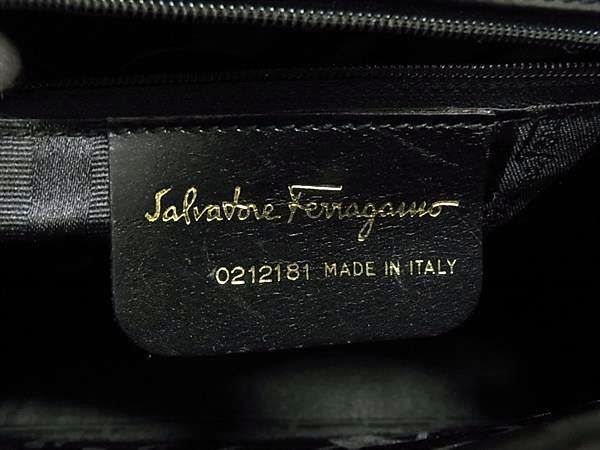 Salvatore Ferragamo
0212181 MADE IN ITALY